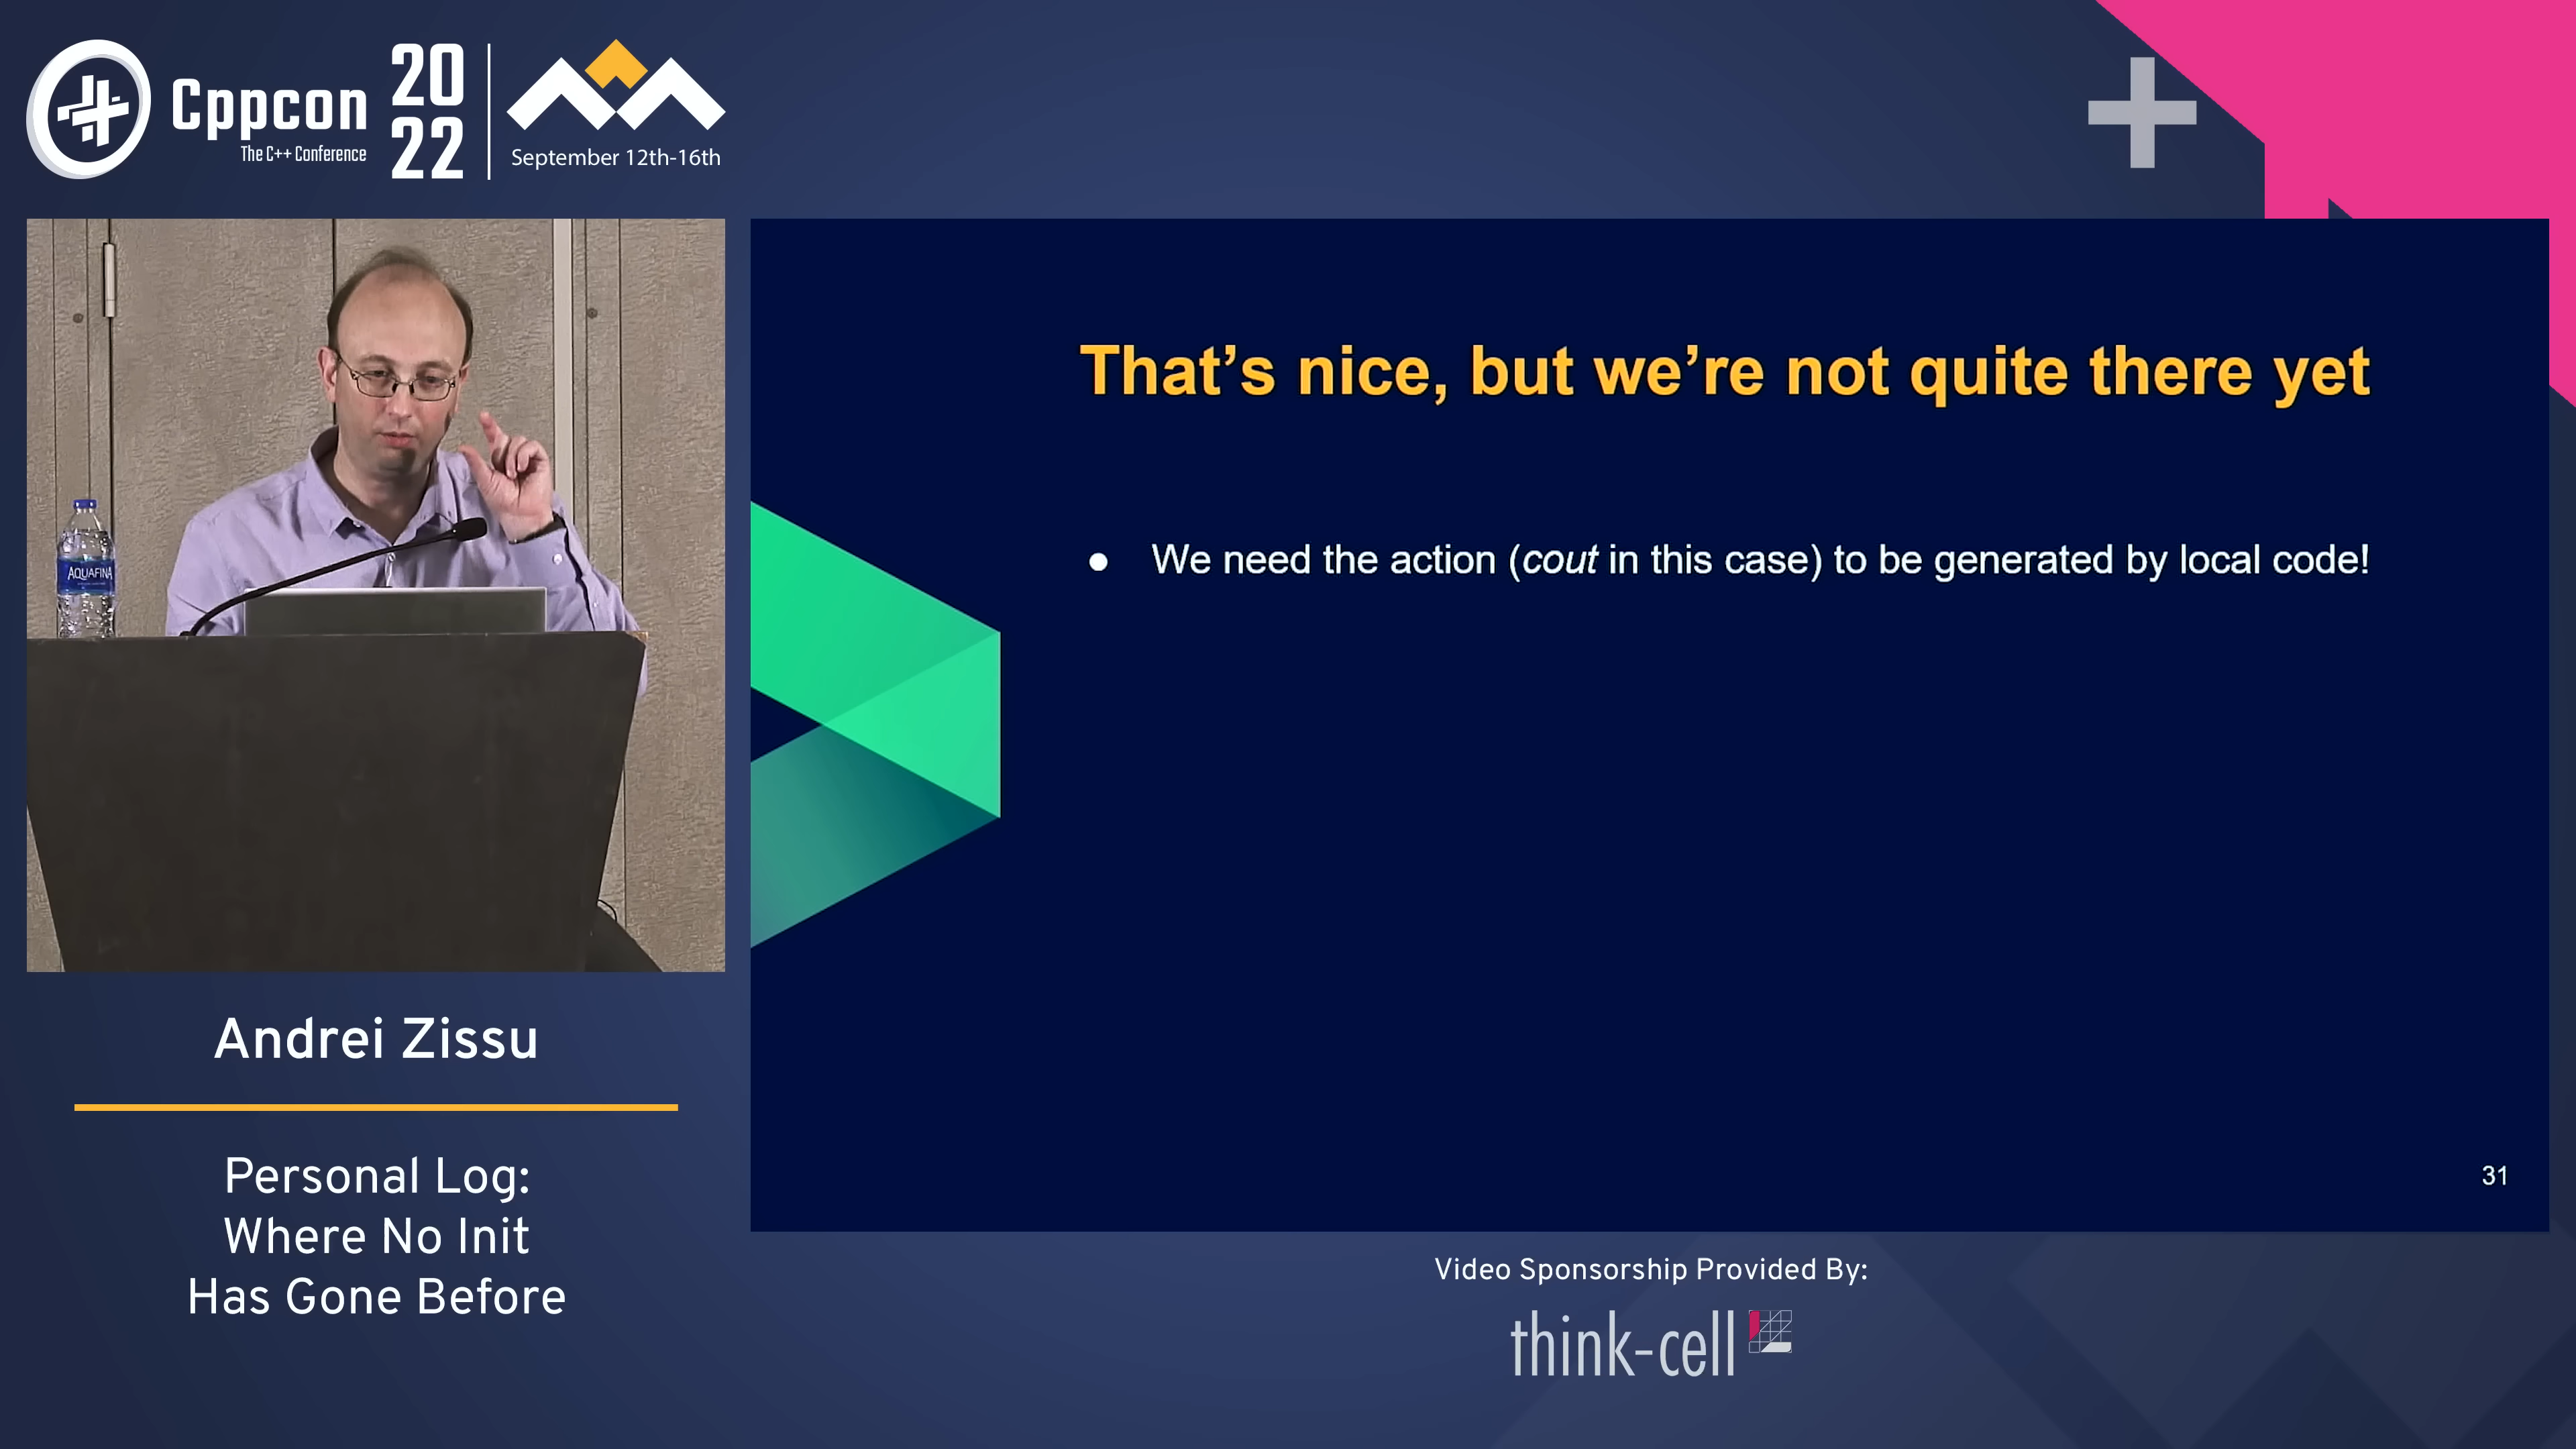 Cppcon
The C++ Conference
20
22
September 12th-16th
That's nice, but we're not quite there yet
● We need the action (cout in this case) to be generated by local code!
31
AQUAFINA
Andrei Zissu
Personal Log:
Where No Init
Has Gone Before
Video Sponsorship Provided By:
think-cell